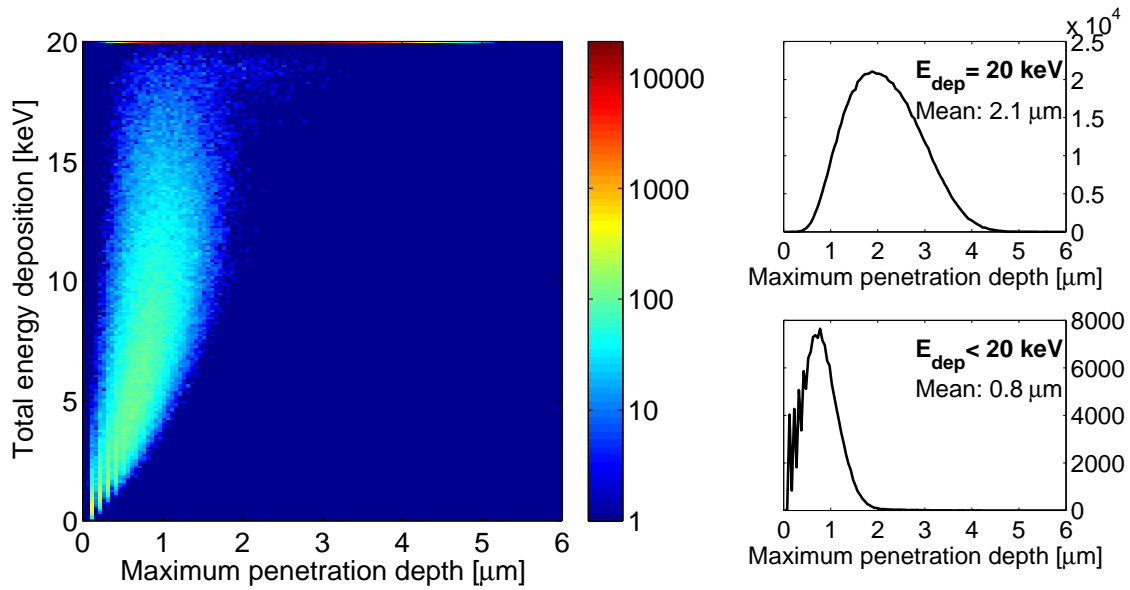 20
15
10
5
0
0 1 2 3 4 5 6
Total energy deposition [keV]
Maximum penetration depth [μm]
10000
1000
100
10
1
x 10^4
2.5
2
1.5
1
0.5
0
E_dep= 20 keV
Mean: 2.1 μm
0 1 2 3 4 5 6
Maximum penetration depth [μm]
8000
6000
4000
2000
0
E_dep< 20 keV
Mean: 0.8 μm
0 1 2 3 4 5 6
Maximum penetration depth [μm]